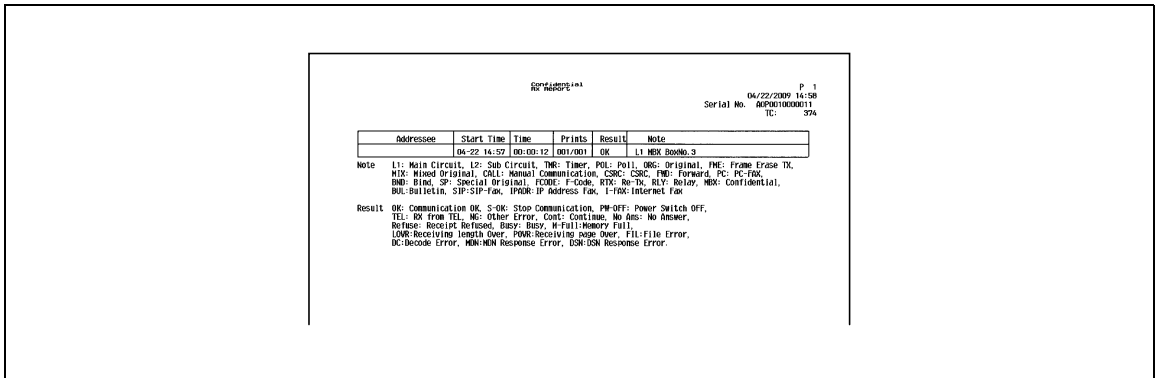 Confidential
RX Report
P 1
04/22/2009 14:58
Serial No. A0P0010000011
TC: 374
Addressee Start Time Time Prints Result Note
04-22 14:57 00:00:12 001/001 OK L1 MBX BoxNo.3
Note L1: Main Circuit, L2: Sub Circuit, TMR: Timer, POL: Poll, ORG: Original, FME: Frame Erase TX,
MIX: Mixed Original, CALL: Manual Communication, CSRC: CSRC, FWD: Forward, PC: PC-FAX,
BND: Bind, SP: Special Original, FCODE: F-Code, RTX: Re-Tx, RLY: Relay, MBX: Confidential,
BUL:Bulletin, SIP:SIP-Fax, IPADR:IP Address Fax, I-FAX:Internet Fax
Result OK: Communication OK, S-OK: Stop Communication, PW-OFF: Power Switch OFF,
TEL: RX from TEL, NG: Other Error, Cont: Continue, No Ans: No Answer,
Refuse: Receipt Refused, Busy: Busy, M-Full:Memory Full,
LOVR:Receiving length Over, POVR:Receiving page Over, FIL:File Error,
DC:Decode Error, MDN:MDN Response Error, DSN:DSN Response Error.